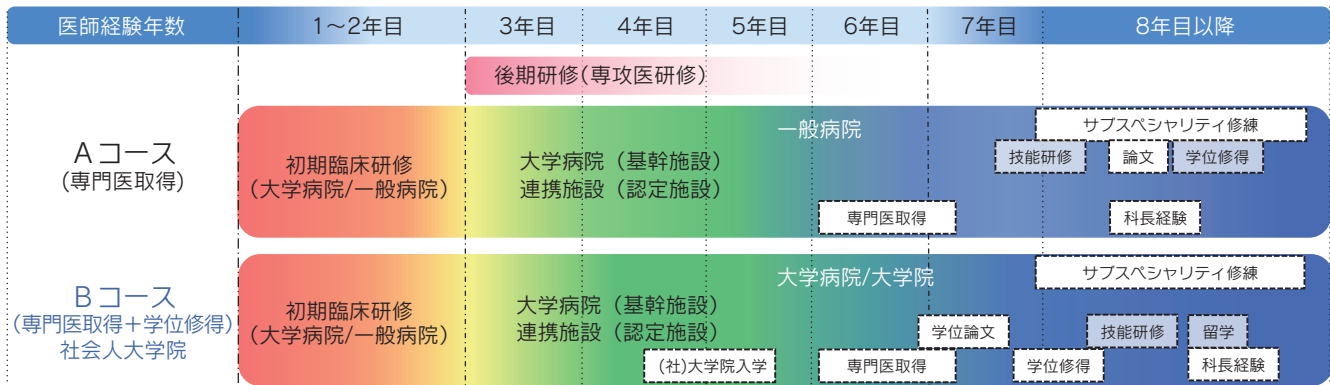 医師経験年数
1～2年目
3年目
4年目
5年目
6年目
7年目
8年目以降
後期研修(専攻医研修)
Aコース
(専門医取得)
初期臨床研修
(大学病院/一般病院)
大学病院（基幹施設）
連携施設（認定施設）
一般病院
サブスペシャリティ修練
技能研修
論文
学位修得
専門医取得
科長経験
Bコース
(専門医取得+学位修得)
社会人大学院
初期臨床研修
(大学病院/一般病院)
大学病院（基幹施設）
連携施設（認定施設）
大学病院/大学院
サブスペシャリティ修練
学位論文
技能研修
留学
(社)大学院入学
専門医取得
学位修得
科長経験